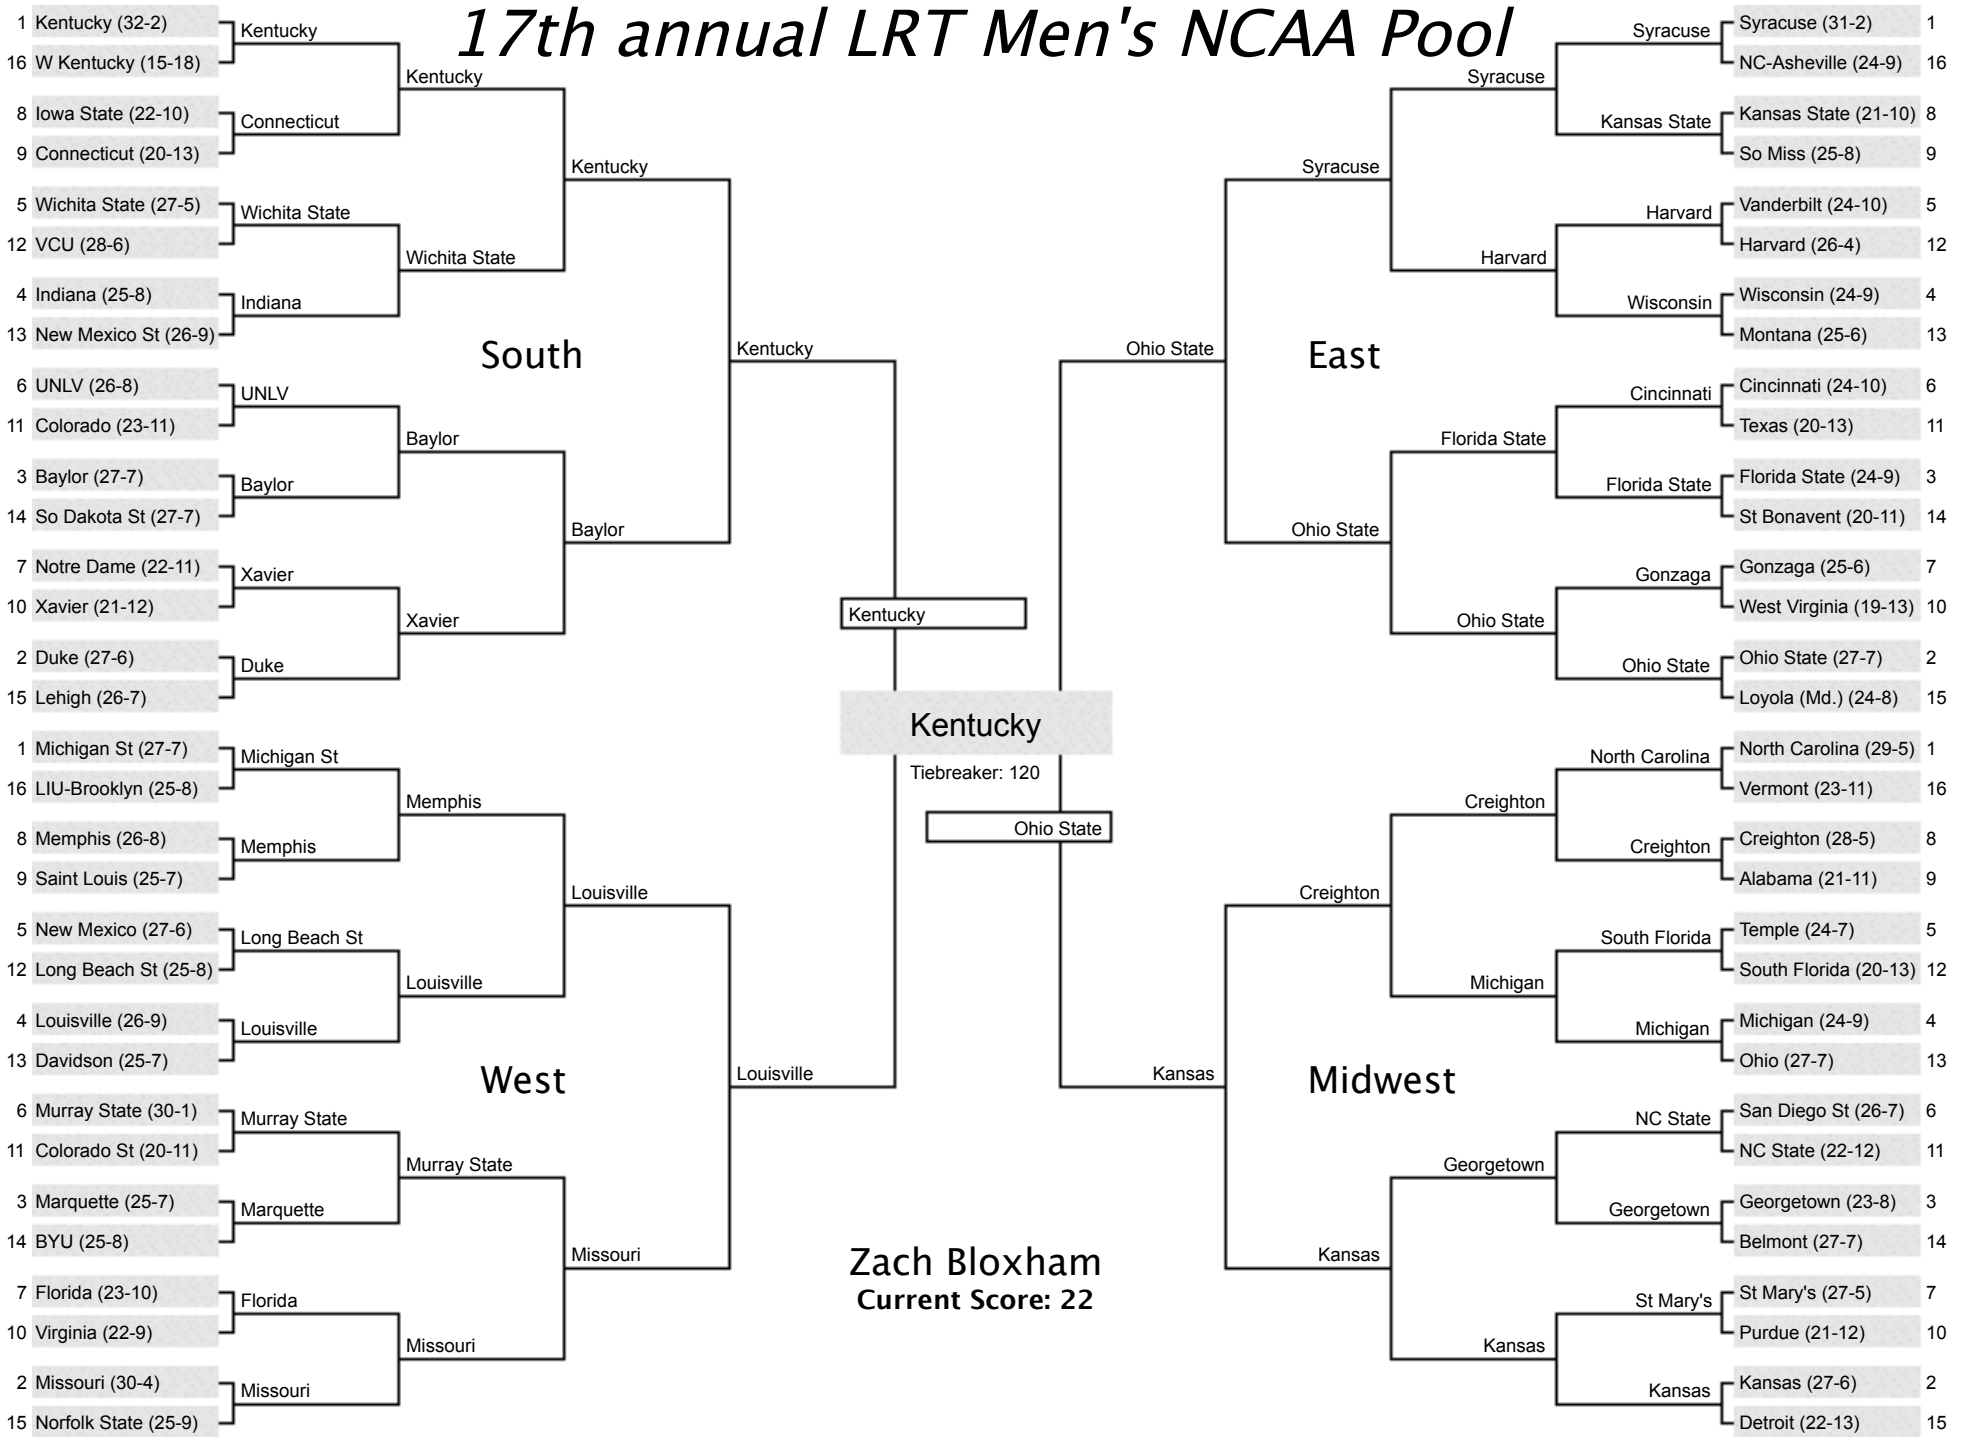 17th annual LRT Men's NCAA Pool
1 Kentucky (32-2)
16 W Kentucky (15-18)
8 Iowa State (22-10)
9 Connecticut (20-13)
5 Wichita State (27-5)
12 VCU (28-6)
4 Indiana (25-8)
13 New Mexico St (26-9)
6 UNLV (26-8)
11 Colorado (23-11)
3 Baylor (27-7)
14 So Dakota St (27-7)
7 Notre Dame (22-11)
10 Xavier (21-12)
2 Duke (27-6)
15 Lehigh (26-7)
Kentucky
Connecticut
Wichita State
Indiana
UNLV
Baylor
Xavier
Duke
Kentucky
Wichita State
Baylor
Xavier
Kentucky
Baylor
Kentucky
South
1 Michigan St (27-7)
16 LIU-Brooklyn (25-8)
8 Memphis (26-8)
9 Saint Louis (25-7)
5 New Mexico (27-6)
12 Long Beach St (25-8)
4 Louisville (26-9)
13 Davidson (25-7)
6 Murray State (30-1)
11 Colorado St (20-11)
3 Marquette (25-7)
14 BYU (25-8)
7 Florida (23-10)
10 Virginia (22-9)
2 Missouri (30-4)
15 Norfolk State (25-9)
Michigan St
Memphis
Long Beach St
Louisville
Murray State
Marquette
Florida
Missouri
Memphis
Louisville
Murray State
Missouri
Louisville
Missouri
Louisville
West
Kentucky
Kentucky
Tiebreaker: 120
Ohio State
Zach Bloxham
Current Score: 22
Syracuse (31-2) 1
NC-Asheville (24-9) 16
Kansas State (21-10) 8
So Miss (25-8) 9
Vanderbilt (24-10) 5
Harvard (26-4) 12
Wisconsin (24-9) 4
Montana (25-6) 13
Cincinnati (24-10) 6
Texas (20-13) 11
Florida State (24-9) 3
St Bonavent (20-11) 14
Gonzaga (25-6) 7
West Virginia (19-13) 10
Ohio State (27-7) 2
Loyola (Md.) (24-8) 15
Syracuse
Kansas State
Harvard
Wisconsin
Cincinnati
Florida State
Gonzaga
Ohio State
Syracuse
Harvard
Florida State
Ohio State
Syracuse
Ohio State
Ohio State
East
North Carolina (29-5) 1
Vermont (23-11) 16
Creighton (28-5) 8
Alabama (21-11) 9
Temple (24-7) 5
South Florida (20-13) 12
Michigan (24-9) 4
Ohio (27-7) 13
San Diego St (26-7) 6
NC State (22-12) 11
Georgetown (23-8) 3
Belmont (27-7) 14
St Mary's (27-5) 7
Purdue (21-12) 10
Kansas (27-6) 2
Detroit (22-13) 15
North Carolina
Creighton
South Florida
Michigan
NC State
Georgetown
St Mary's
Kansas
Creighton
Michigan
Georgetown
Kansas
Creighton
Kansas
Kansas
Midwest